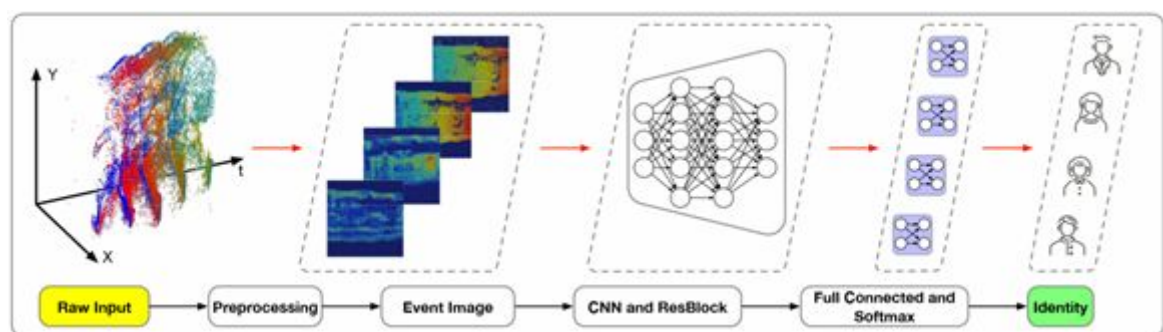 Y
t
X
Raw Input
Preprocessing
Event Image
CNN and ResBlock
Full Connected and
Softmax
Identity